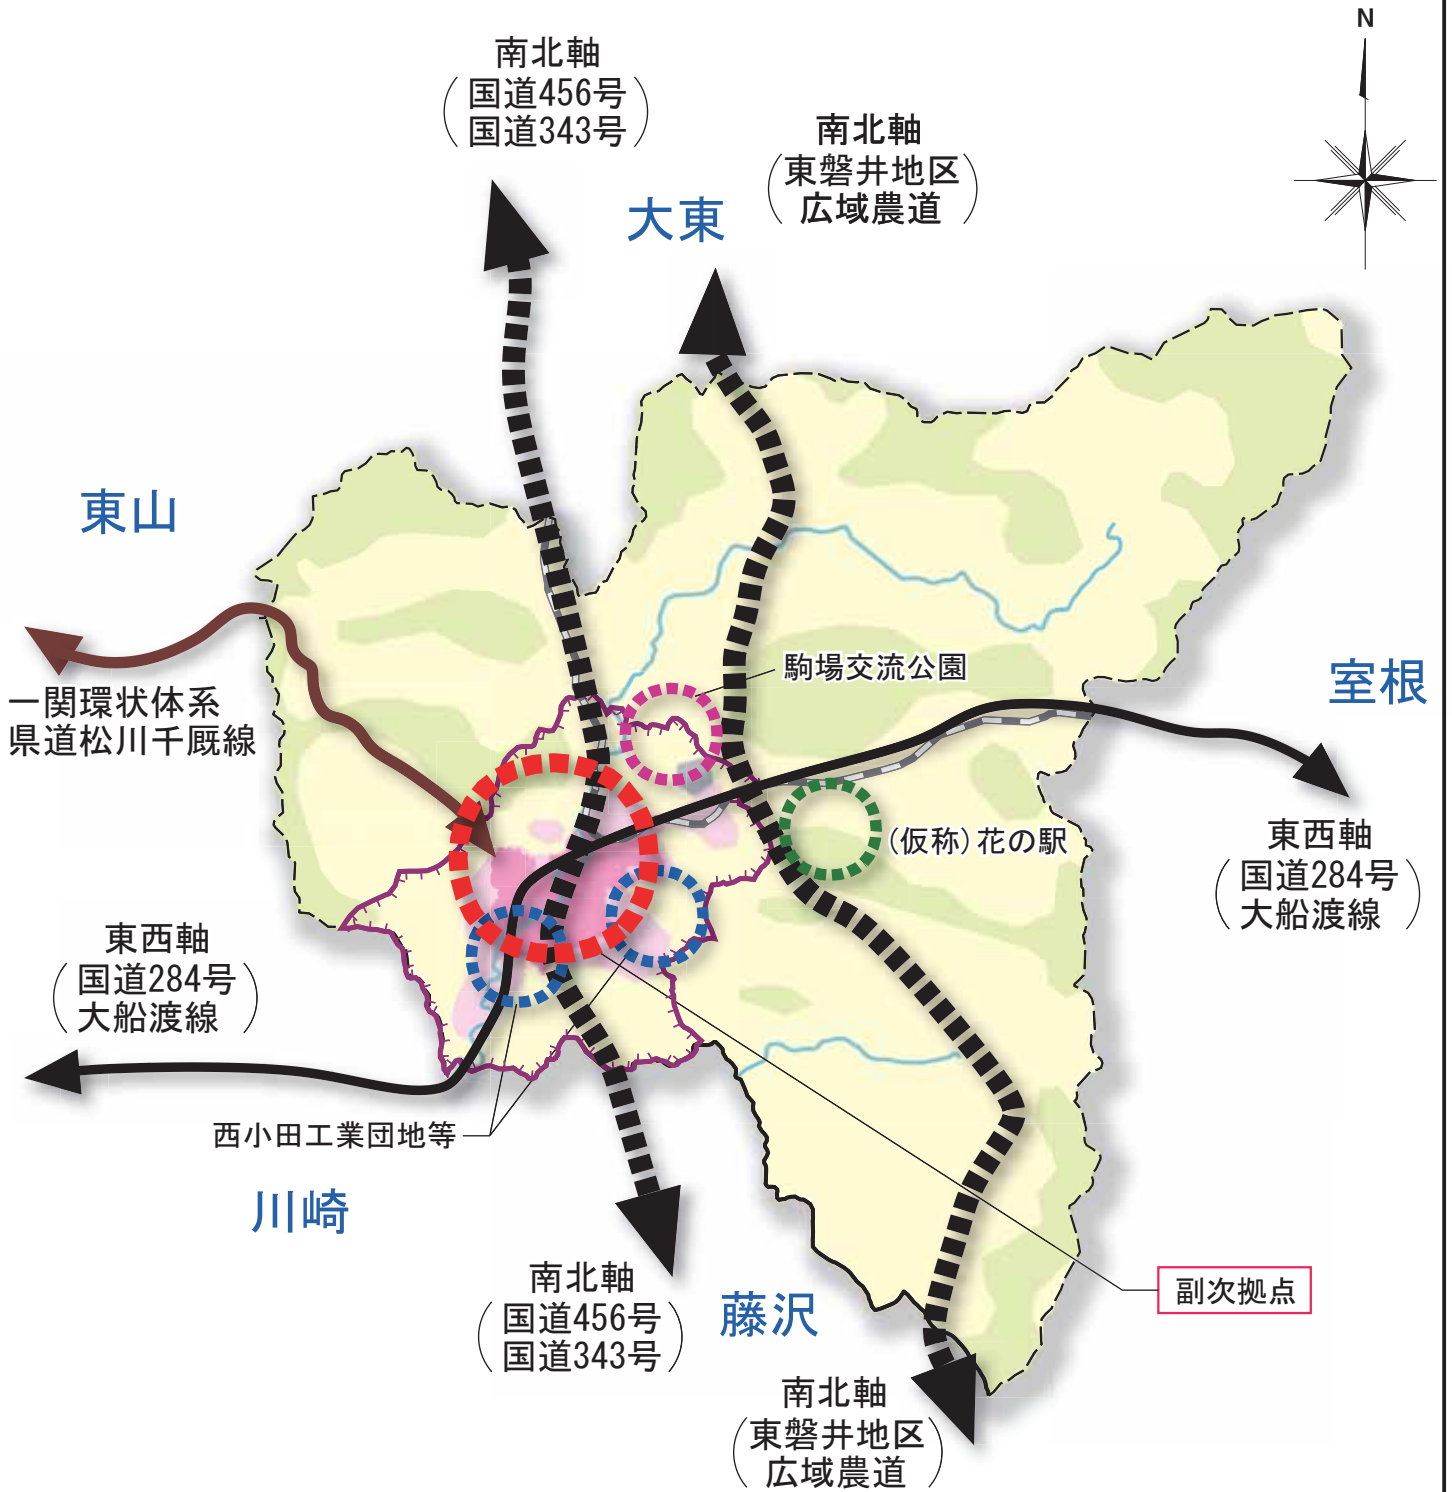 N
南北軸
(国道456号
国道343号)
南北軸
(東磐井地区
広域農道)
大東
東山
一関環状体系
県道松川千厩線
駒場交流公園
室根
(仮称)花の駅
東西軸
(国道284号
大船渡線)
東西軸
(国道284号
大船渡線)
西小田工業団地等
川崎
南北軸
(国道456号
国道343号)
藤沢
副次拠点
南北軸
(東磐井地区
広域農道)